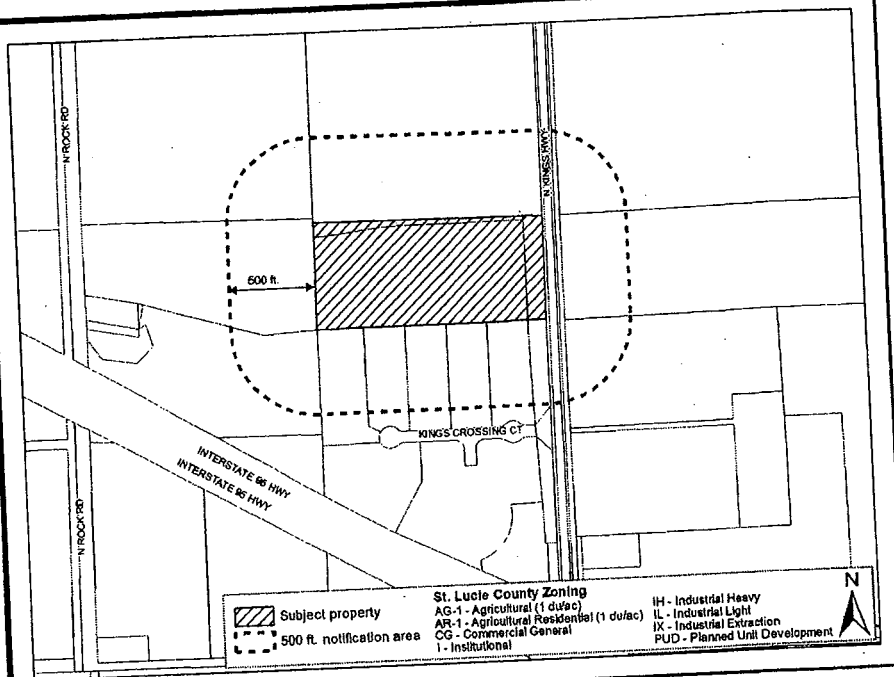 N ROCK RD
N KINGS HWY
500 ft.
KINGS CROSSING CT
INTERSTATE 95 HWY
INTERSTATE 95 HWY
N ROCK RD
Subject property
500 ft. notification area
St. Lucie County Zoning
AG-1 - Agricultural (1 du/ac)
AR-1 - Agricultural Residential (1 du/ac)
CG - Commercial General
I - Institutional
IH - Industrial Heavy
IL - Industrial Light
IX - Industrial Extraction
PUD - Planned Unit Development
N